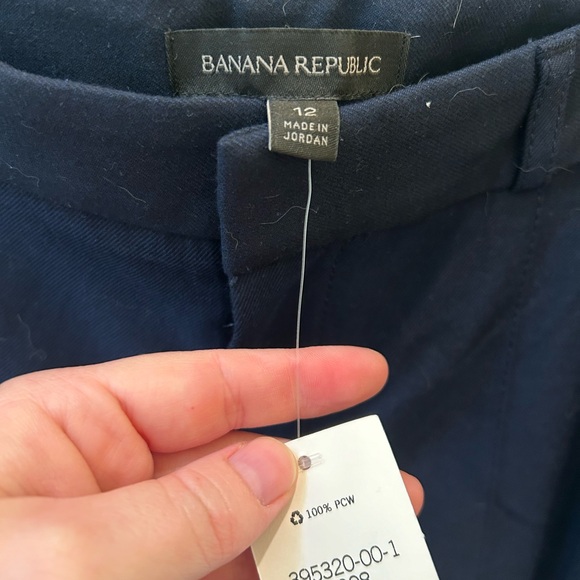 BANANA REPUBLIC
12
MADE IN
JORDAN
100% PCW
395320-00-1